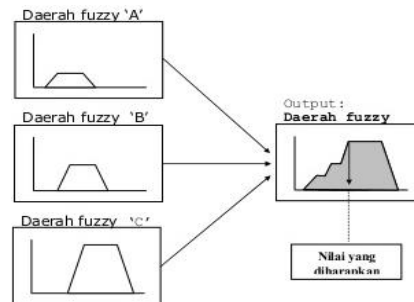 Daerah fuzzy ‘A’
Daerah fuzzy ‘B’
Daerah fuzzy ‘C’
Output:
Daerah fuzzy
Nilai yang
diharapkan